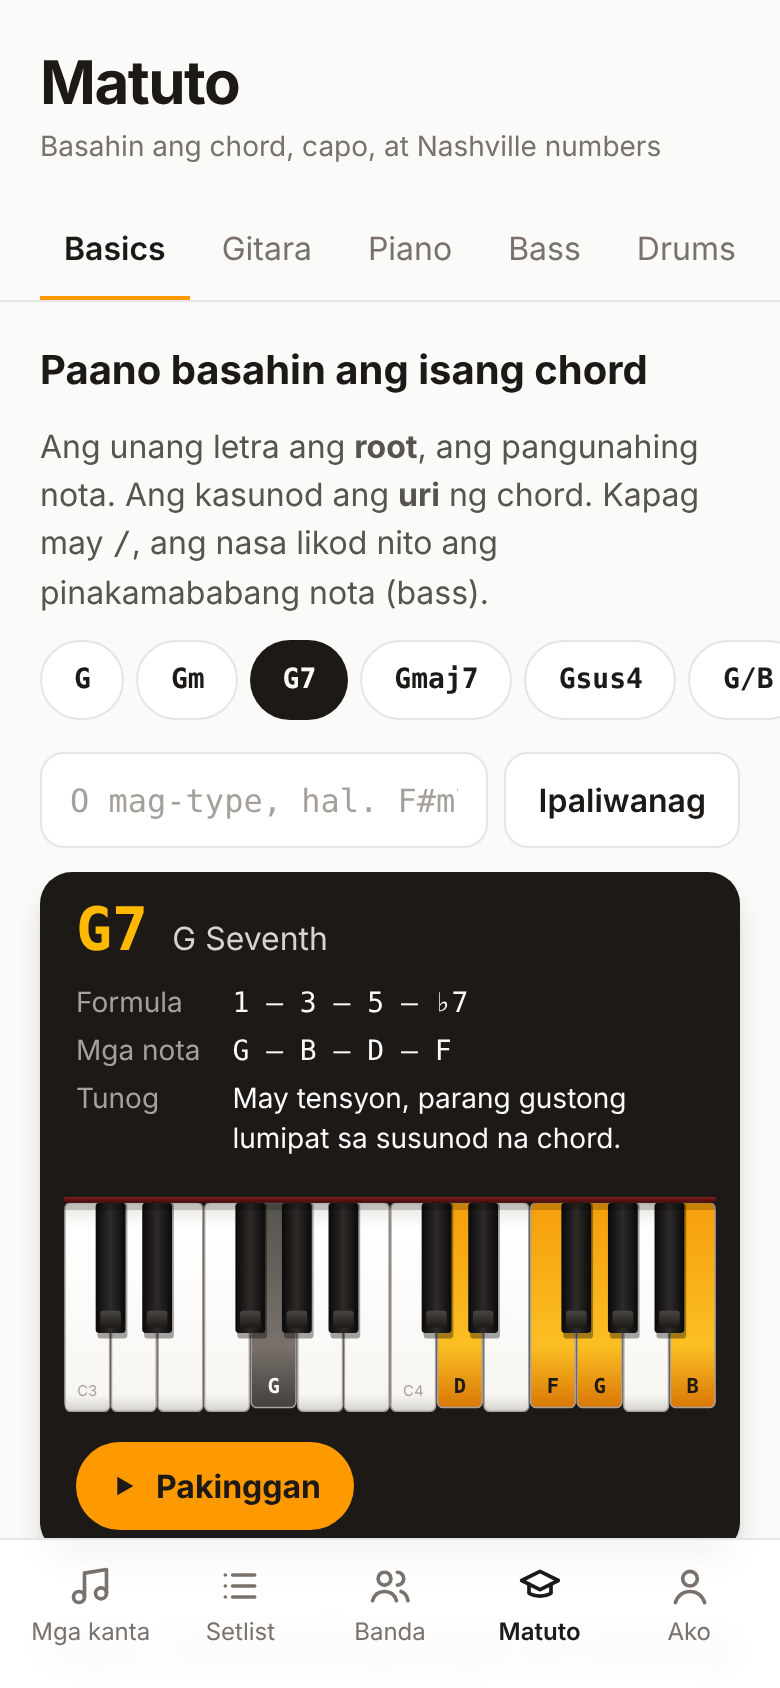 Matuto
Basahin ang chord, capo, at Nashville numbers
Basics Gitara Piano Bass Drums
Paano basahin ang isang chord
Ang unang letra ang root, ang pangunahing
nota. Ang kasunod ang uri ng chord. Kapag
may /, ang nasa likod nito ang
pinakamababang nota (bass).
G Gm G7 Gmaj7 Gsus4 G/B
O mag-type, hal. F#m Ipaliwanag
G7 G Seventh
Formula 1 – 3 – 5 – ♭7
Mga nota G – B – D – F
Tunog May tensyon, parang gustong
lumipat sa susunod na chord.
C3 G C4 D F G B
Pakinggan
Mga kanta Setlist Banda Matuto Ako